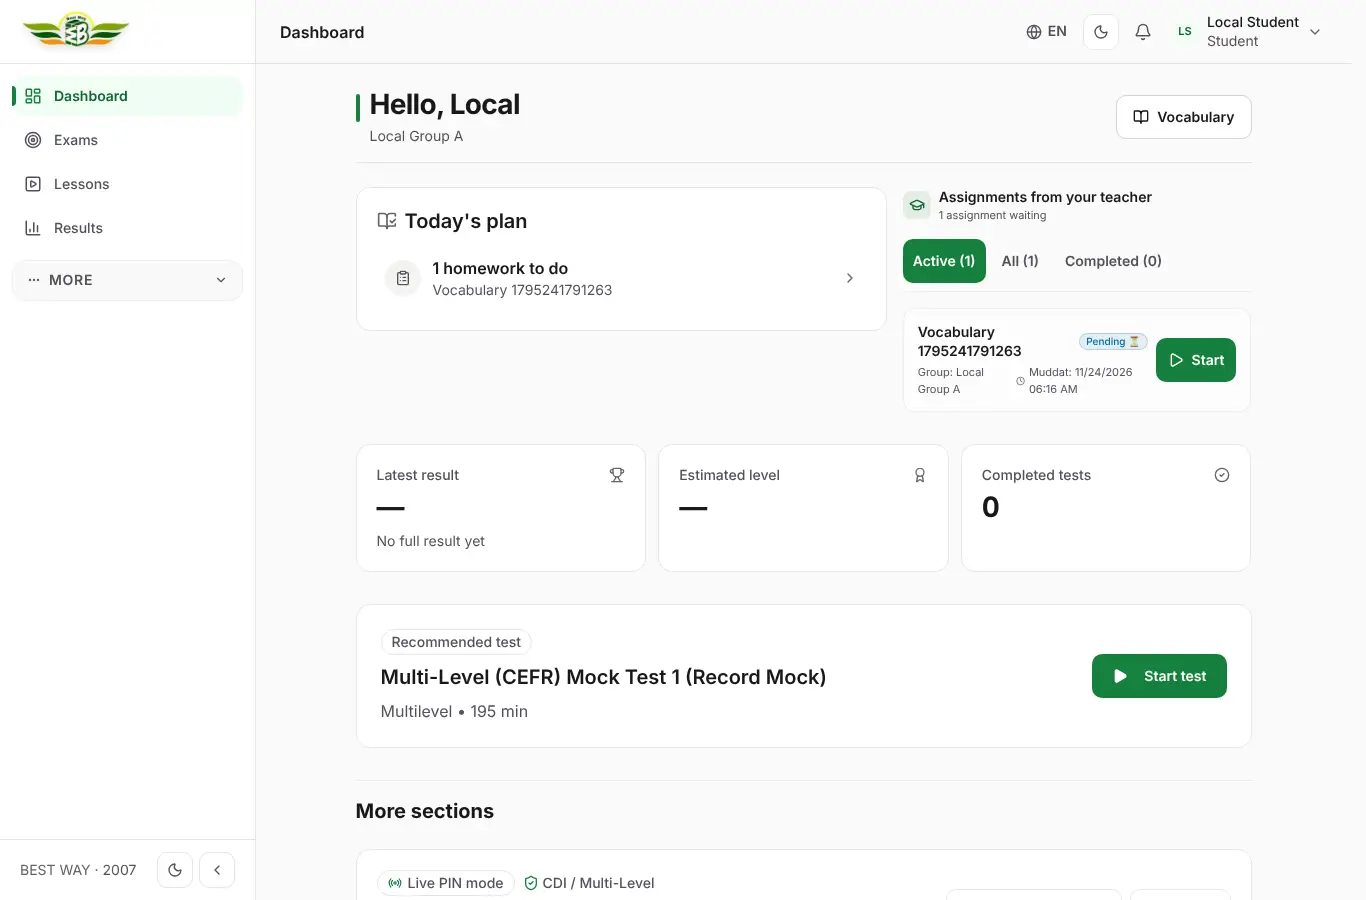 Dashboard
EN
LS
Local Student
Student
Dashboard
Exams
Lessons
Results
MORE
BEST WAY · 2007
Hello, Local
Local Group A
Vocabulary
Today's plan
1 homework to do
Vocabulary 1795241791263
Assignments from your teacher
1 assignment waiting
Active (1)
All (1)
Completed (0)
Vocabulary
1795241791263
Pending ⏳
Group: Local
Group A
Muddat: 11/24/2026
06:16 AM
Start
Latest result
—
No full result yet
Estimated level
—
Completed tests
0
Recommended test
Multi-Level (CEFR) Mock Test 1 (Record Mock)
Multilevel • 195 min
Start test
More sections
Live PIN mode
CDI / Multi-Level